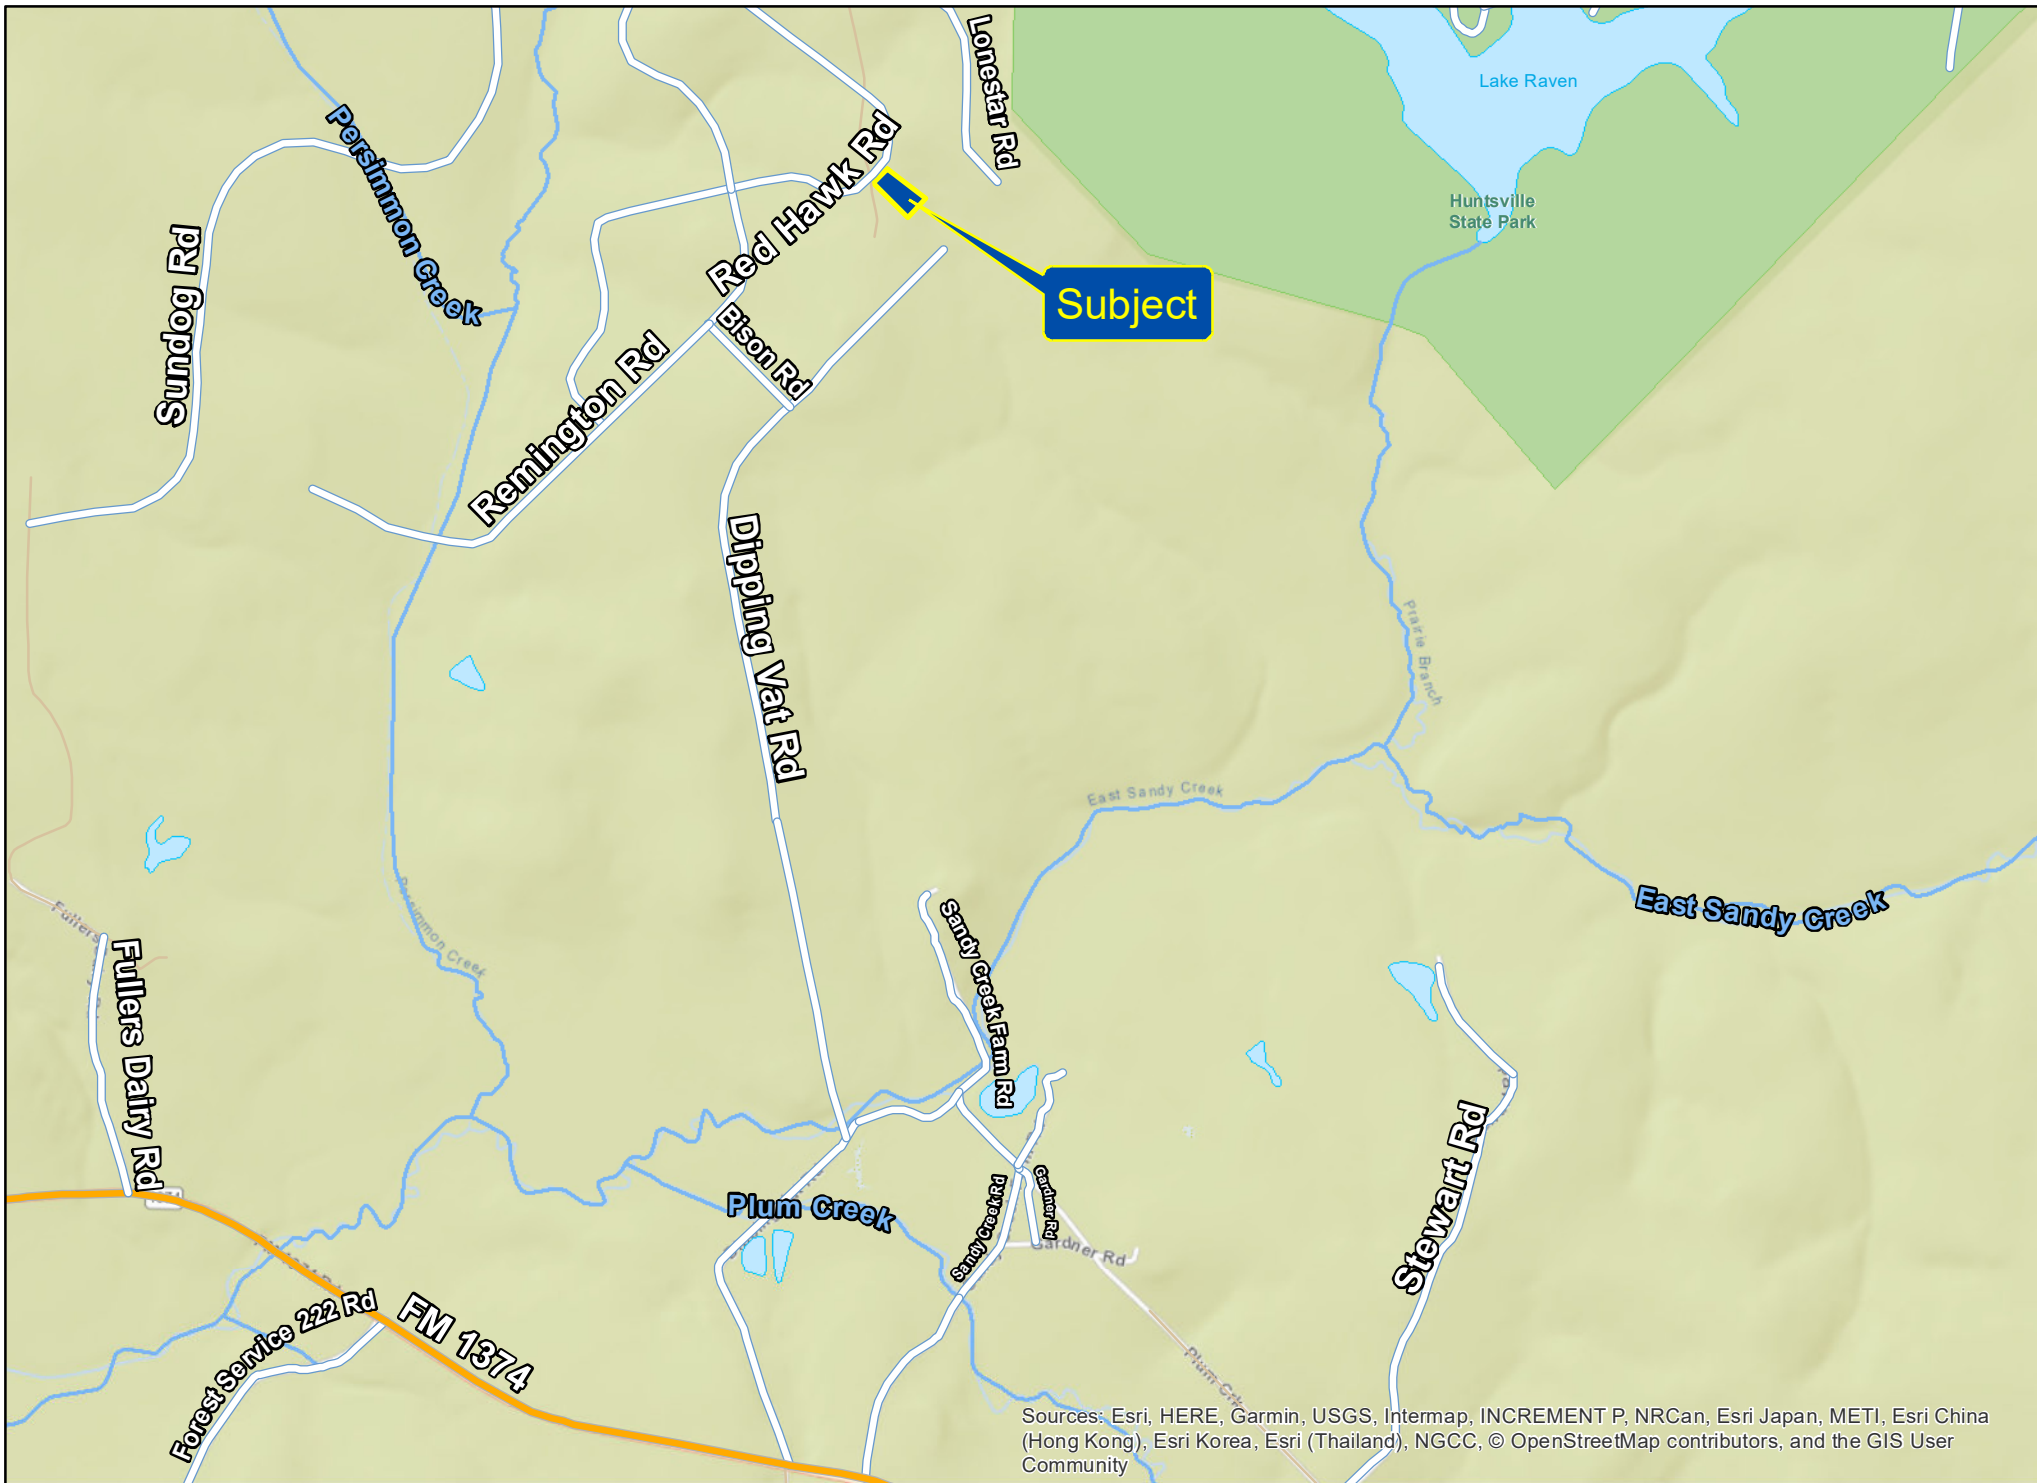 Lonestar Rd
Lake Raven
Persimmon Creek
Red Hawk Rd
Huntsville
State Park
Sundog Rd
Subject
Bison Rd
Remington Rd
Dipping Vat Rd
Prairie Branch
East Sandy Creek
East Sandy Creek
Persimmon Creek
Sandy Creek Farm Rd
Fullers
Fullers Dairy Rd
Stewart Rd
Plum Creek
Sandy Creek Rd
Gardner Rd
Gardner Rd
Forest Service 222 Rd
FM 1374
Plum Crk
Sources: Esri, HERE, Garmin, USGS, Intermap, INCREMENT P, NRCan, Esri Japan, METI, Esri China
(Hong Kong), Esri Korea, Esri (Thailand), NGCC, © OpenStreetMap contributors, and the GIS User
Community